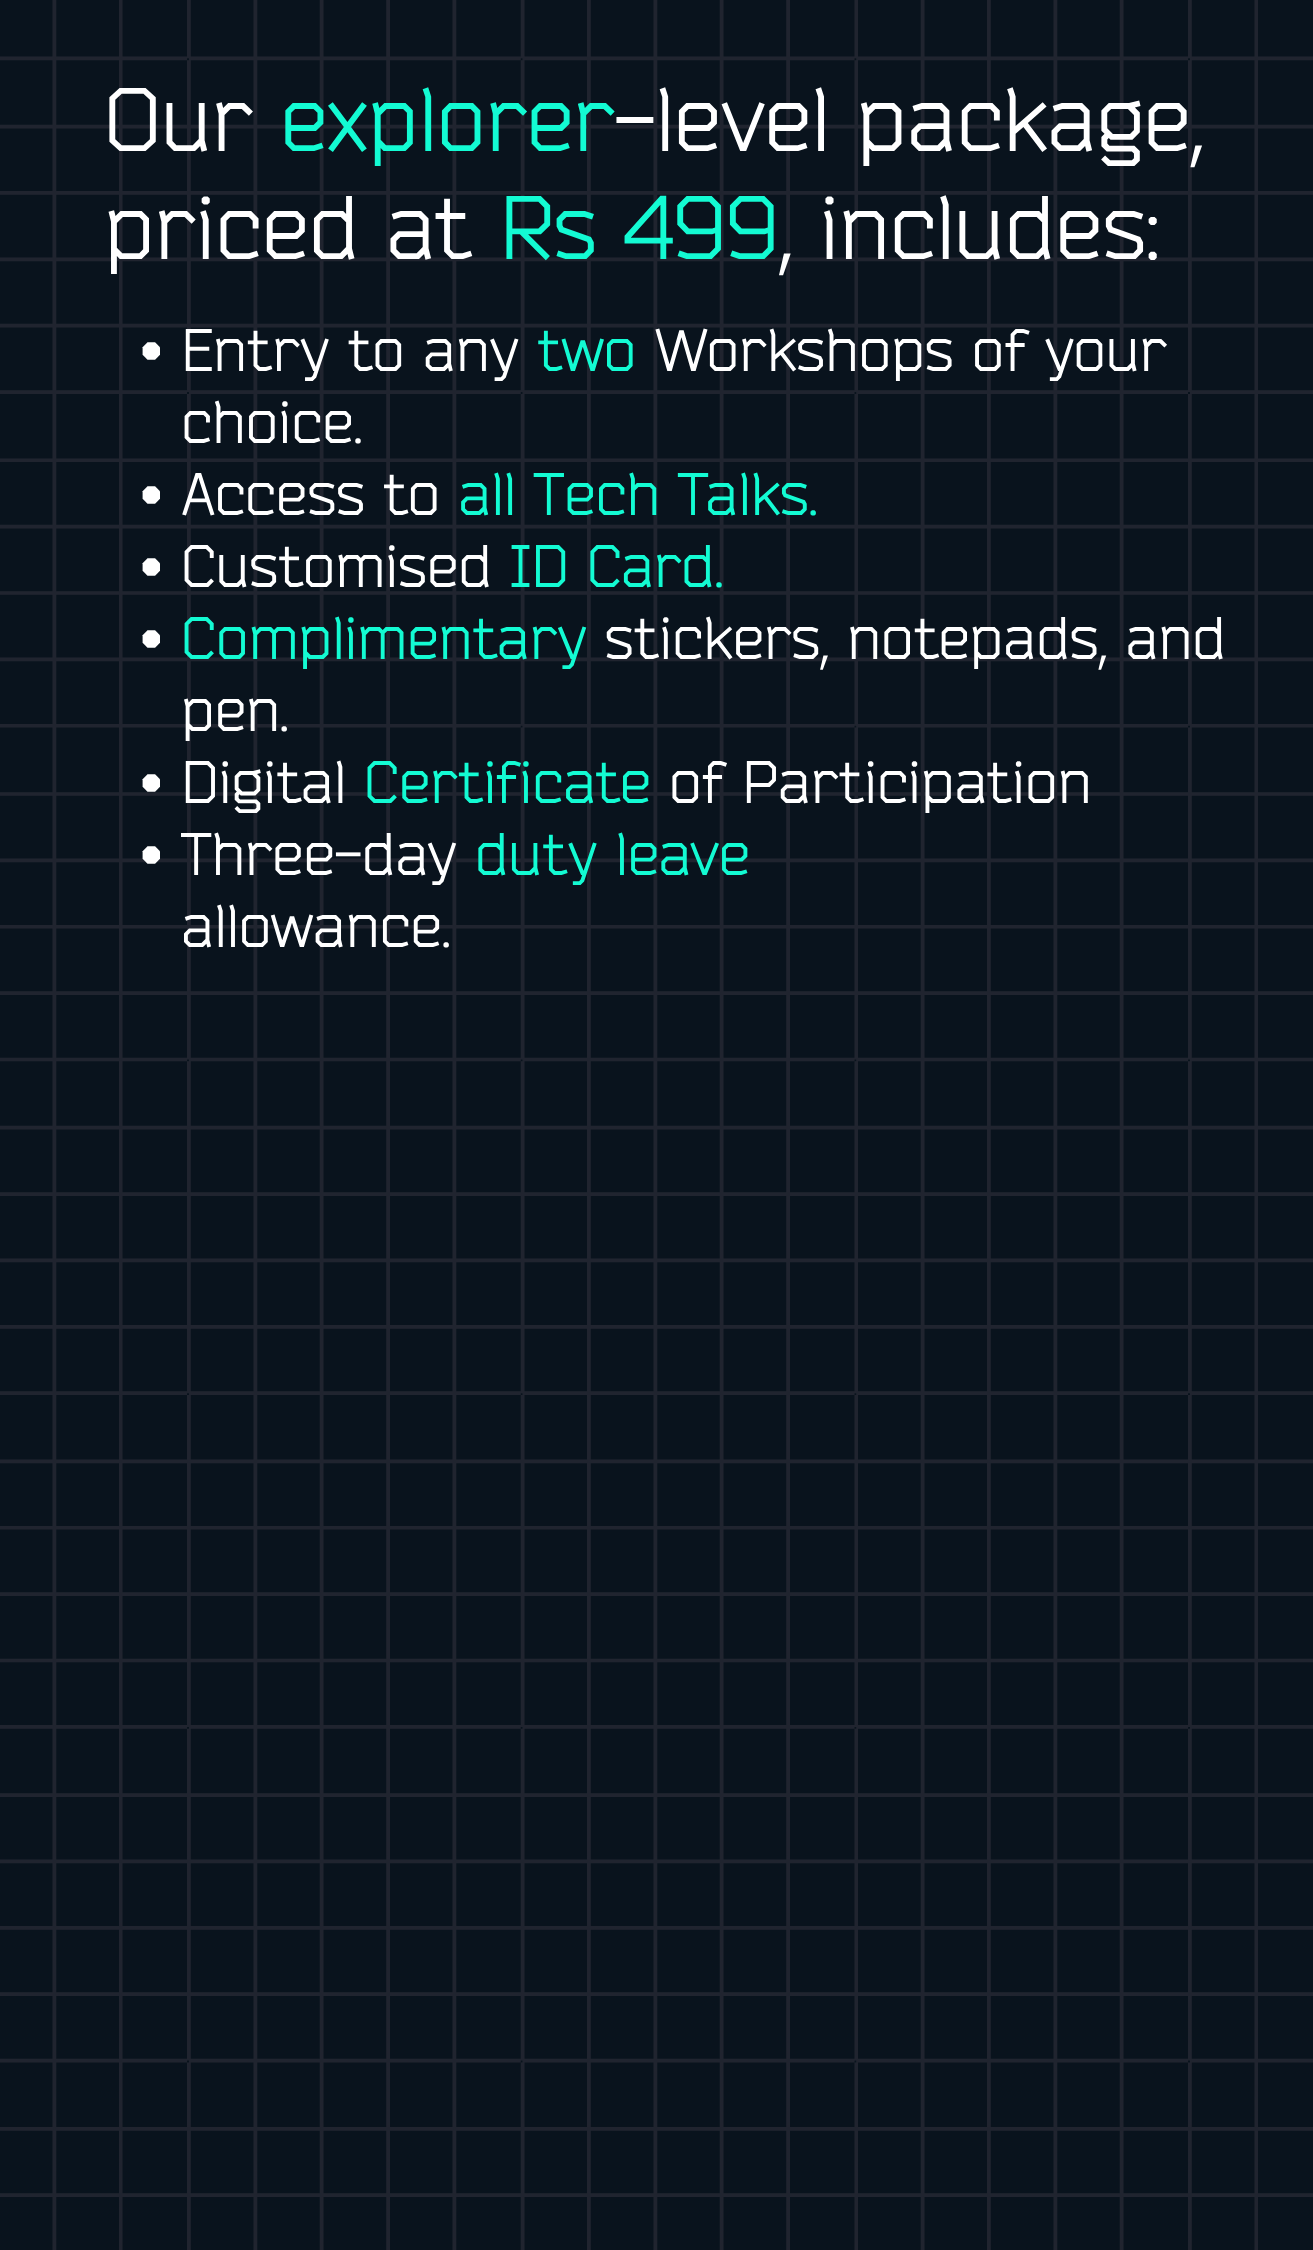 Our explorer-level package,
priced at Rs 499, includes:
• Entry to any two Workshops of your
choice.
• Access to all Tech Talks.
• Customised ID Card.
• Complimentary stickers, notepads, and
pen.
• Digital Certificate of Participation
• Three-day duty leave
allowance.